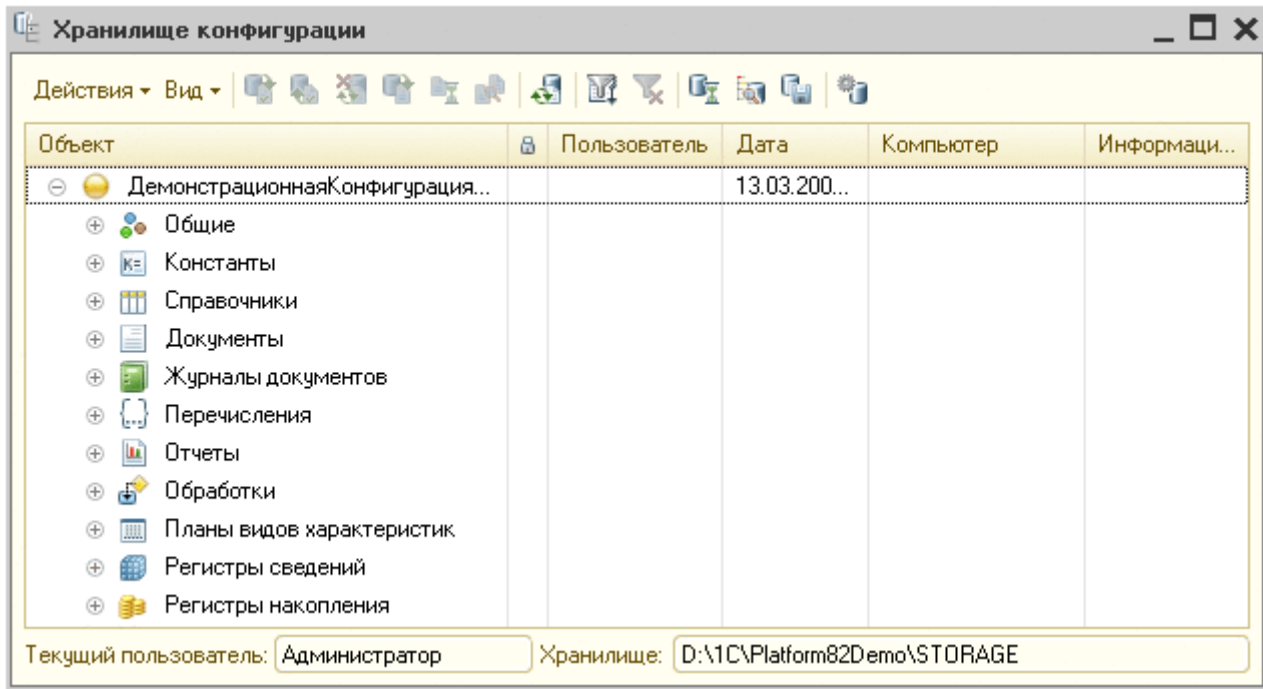 Хранилище конфигурации
Действия Вид
Объект Пользователь Дата Компьютер Информаци...
ДемонстрационнаяКонфигурация... 13.03.200...
Общие
K= Константы
Справочники
Документы
Журналы документов
{...} Перечисления
Отчеты
Обработки
Планы видов характеристик
Регистры сведений
Регистры накопления
Текущий пользователь: Администратор Хранилище: D:\1C\Platform82Demo\STORAGE